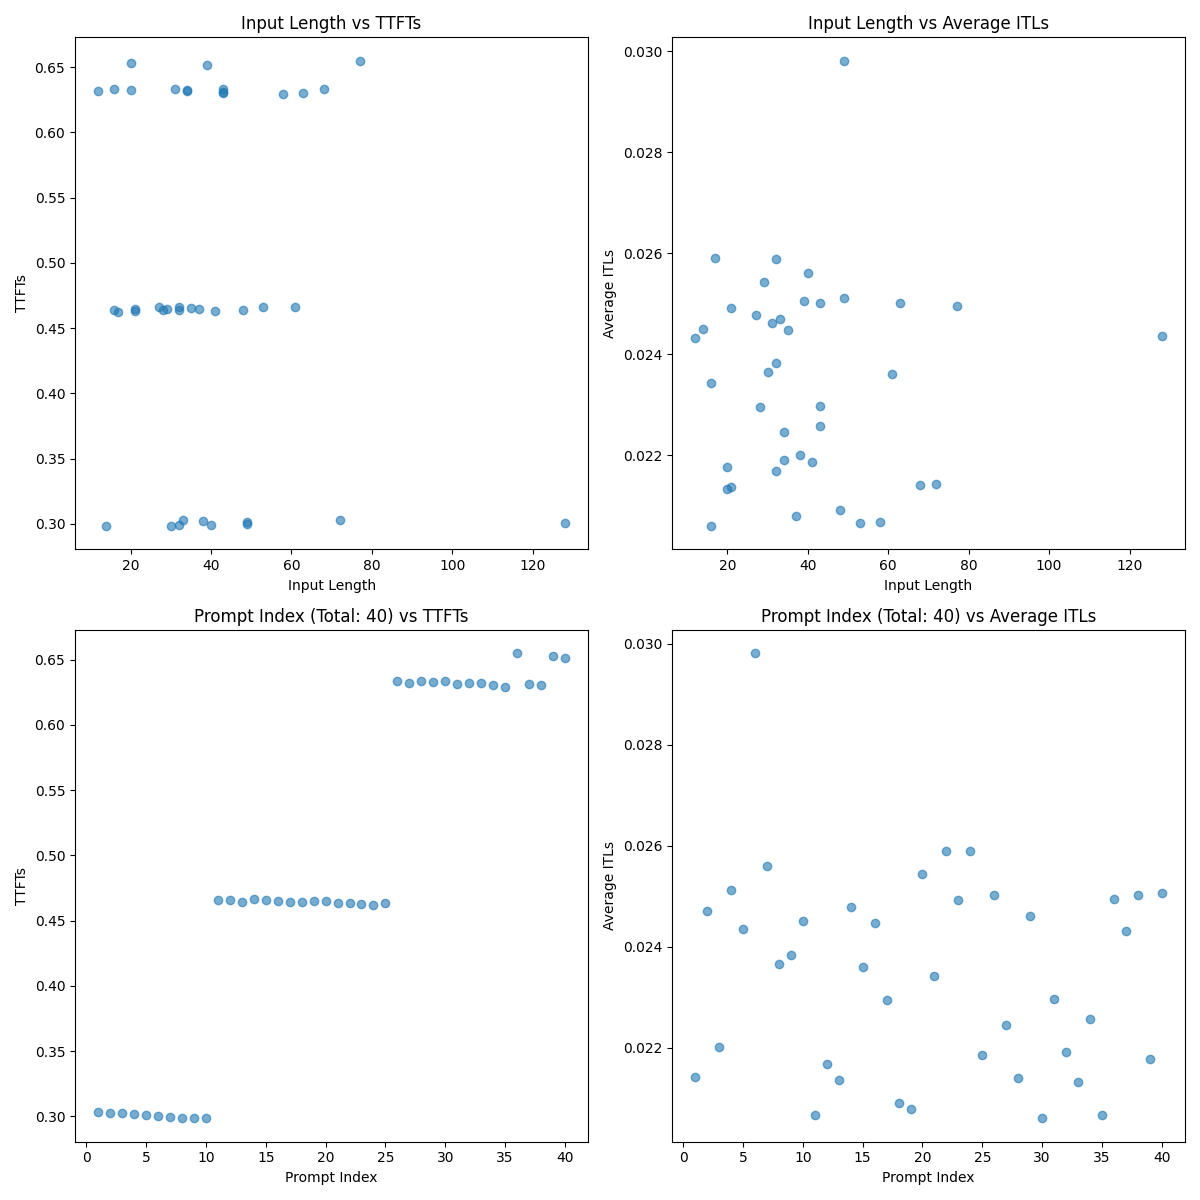 Input Length vs TTFTs
0.65
0.60
0.55
0.50
0.45
0.40
0.35
0.30
TTFTs
20 40 60 80 100 120
Input Length
Input Length vs Average ITLs
0.030
0.028
0.026
0.024
0.022
Average ITLs
20 40 60 80 100 120
Input Length
Prompt Index (Total: 40) vs TTFTs
0.65
0.60
0.55
0.50
0.45
0.40
0.35
0.30
TTFTs
0 5 10 15 20 25 30 35 40
Prompt Index
Prompt Index (Total: 40) vs Average ITLs
0.030
0.028
0.026
0.024
0.022
Average ITLs
0 5 10 15 20 25 30 35 40
Prompt Index